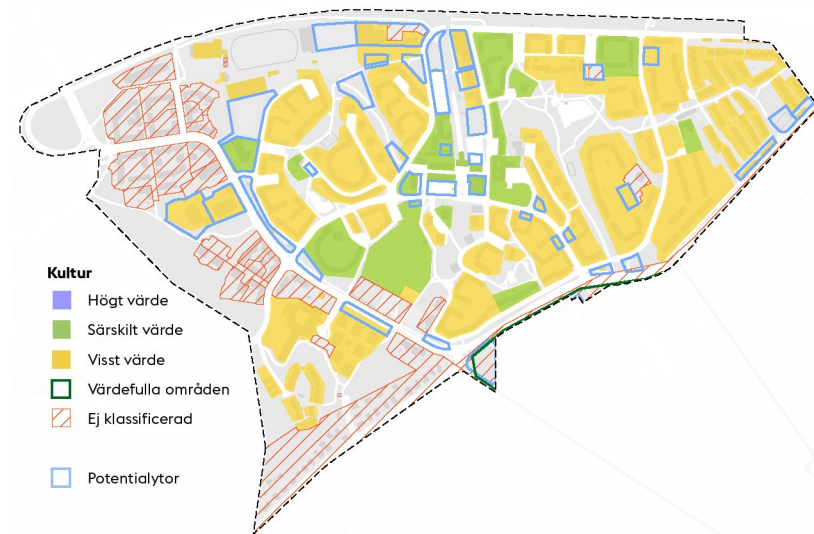 Kultur
Högt värde
Särskilt värde
Visst värde
Värdefulla områden
Ej klassificerad
Potentialytor